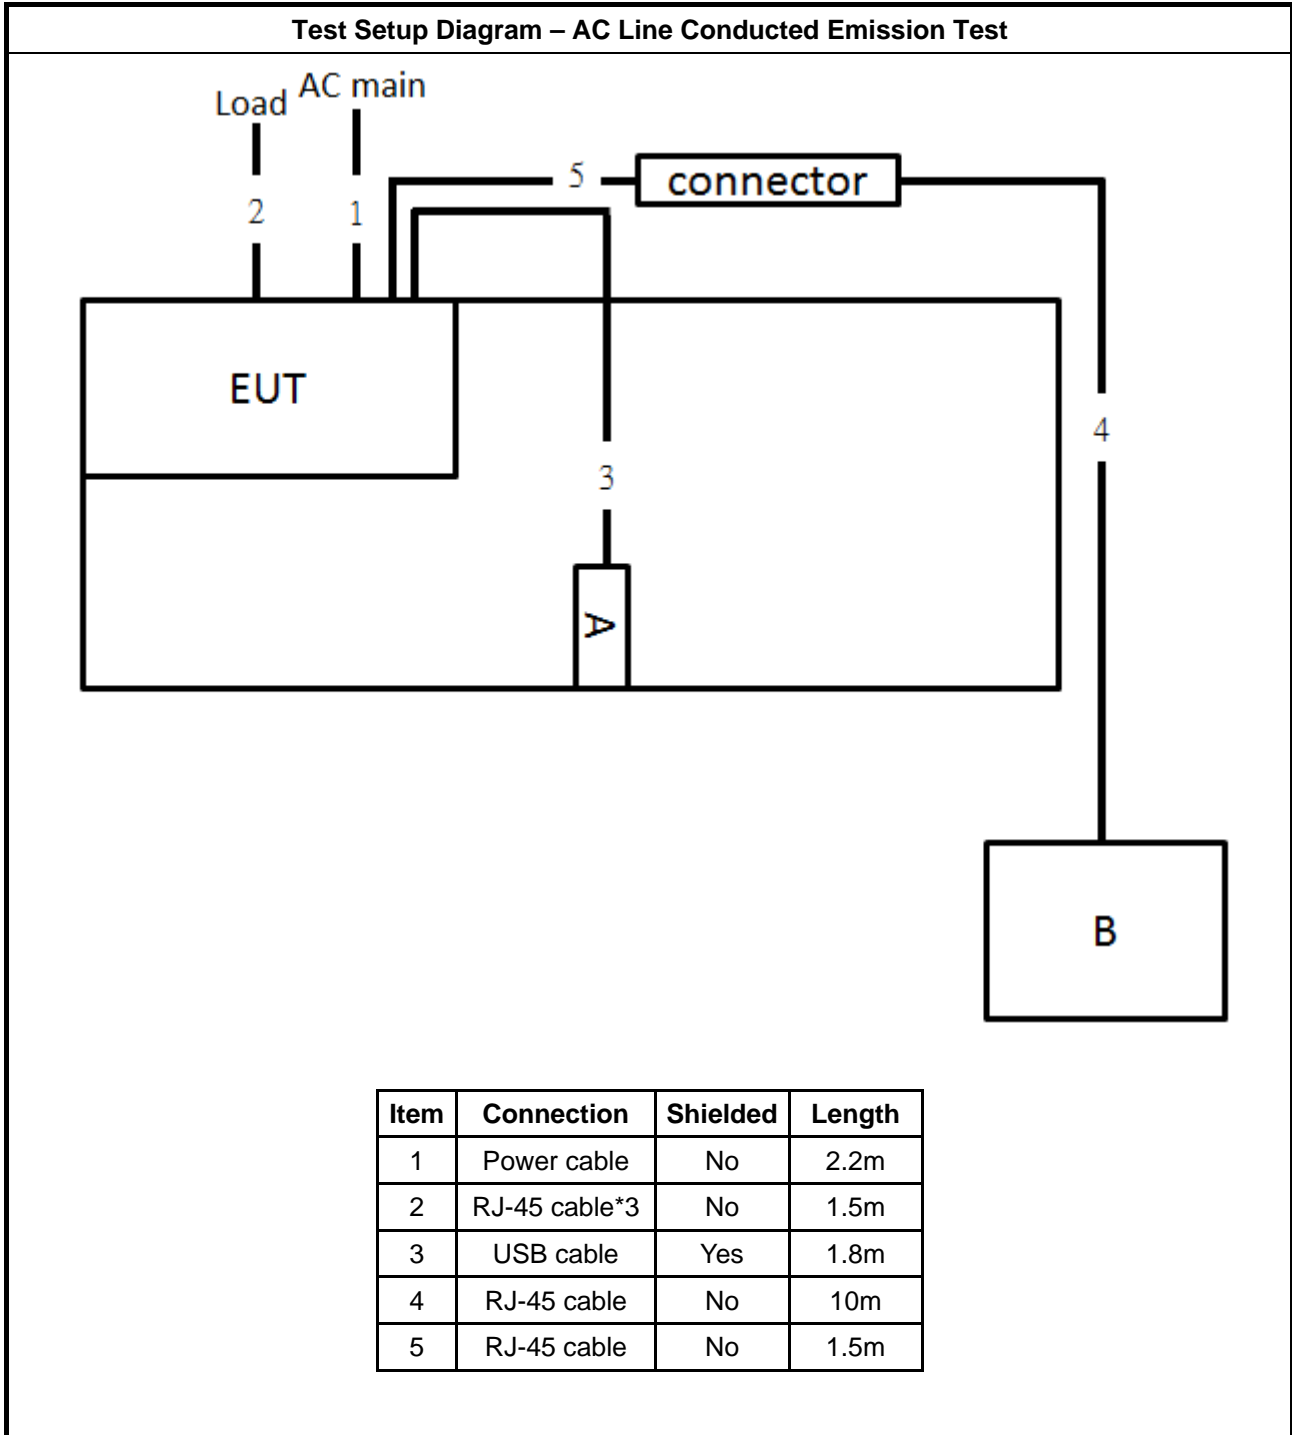 Test Setup Diagram – AC Line Conducted Emission Test
Load
AC main
5
connector
2
1
EUT
4
3
A
B
Item Connection Shielded Length
1 Power cable No 2.2m
2 RJ-45 cable*3 No 1.5m
3 USB cable Yes 1.8m
4 RJ-45 cable No 10m
5 RJ-45 cable No 1.5m